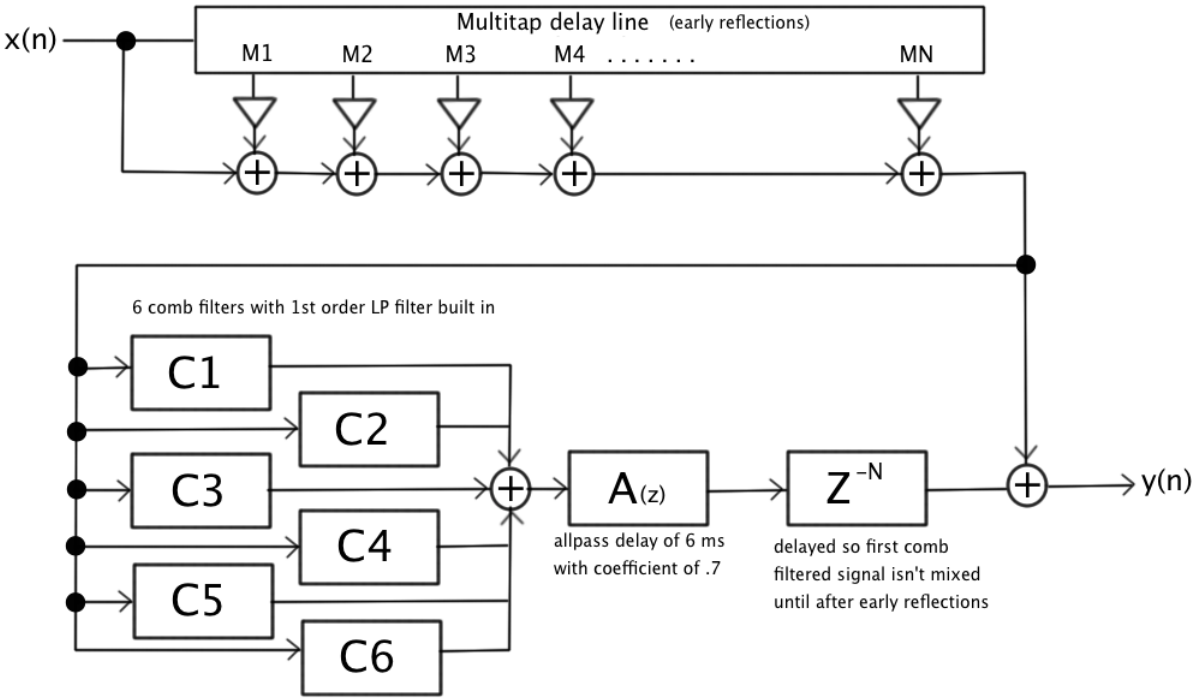 x(n)
Multitap delay line (early reflections)
M1 M2 M3 M4 . . . . . . . MN
+ + + + +
6 comb filters with 1st order LP filter built in
C1
C2
C3
C4
C5
C6
+
A(z)
allpass delay of 6 ms
with coefficient of .7
Z-N
delayed so first comb
filtered signal isn't mixed
until after early reflections
+
y(n)